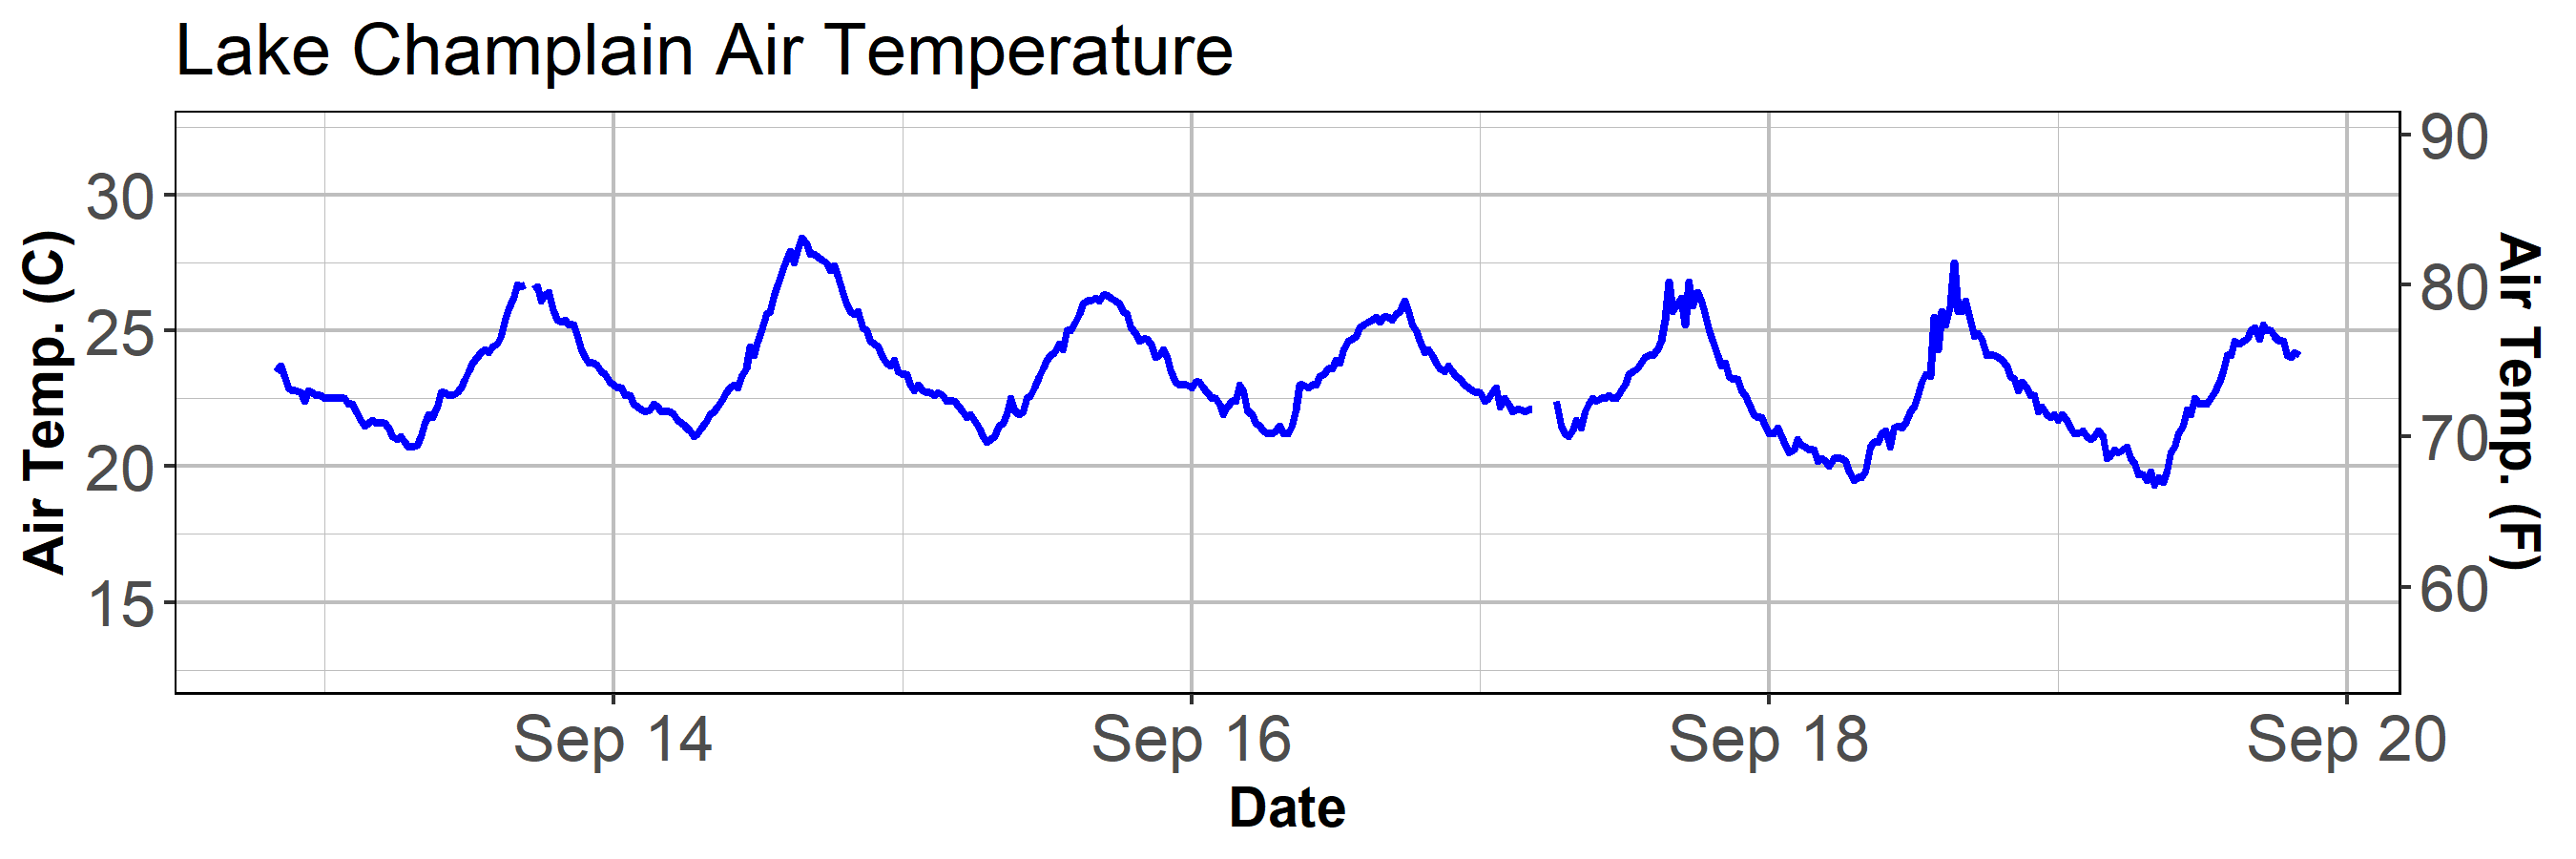 Lake Champlain Air Temperature
Air Temp. (C)
30
25
20
15
90
80
70
60
Air Temp. (F)
Sep 14 Sep 16 Sep 18 Sep 20
Date